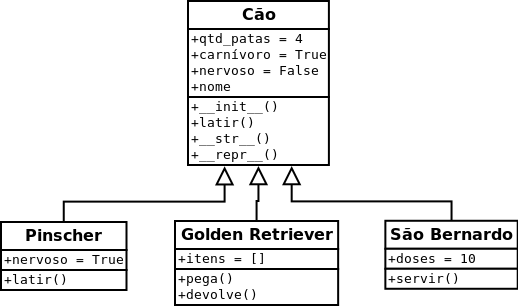 Cão
+qtd_patas = 4
+carnívoro = True
+nervoso = False
+nome
+__init__()
+latir()
+__str__()
+__repr__()
Pinscher
+nervoso = True
+latir()
Golden Retriever
+itens = []
+pega()
+devolve()
São Bernardo
+doses = 10
+servir()